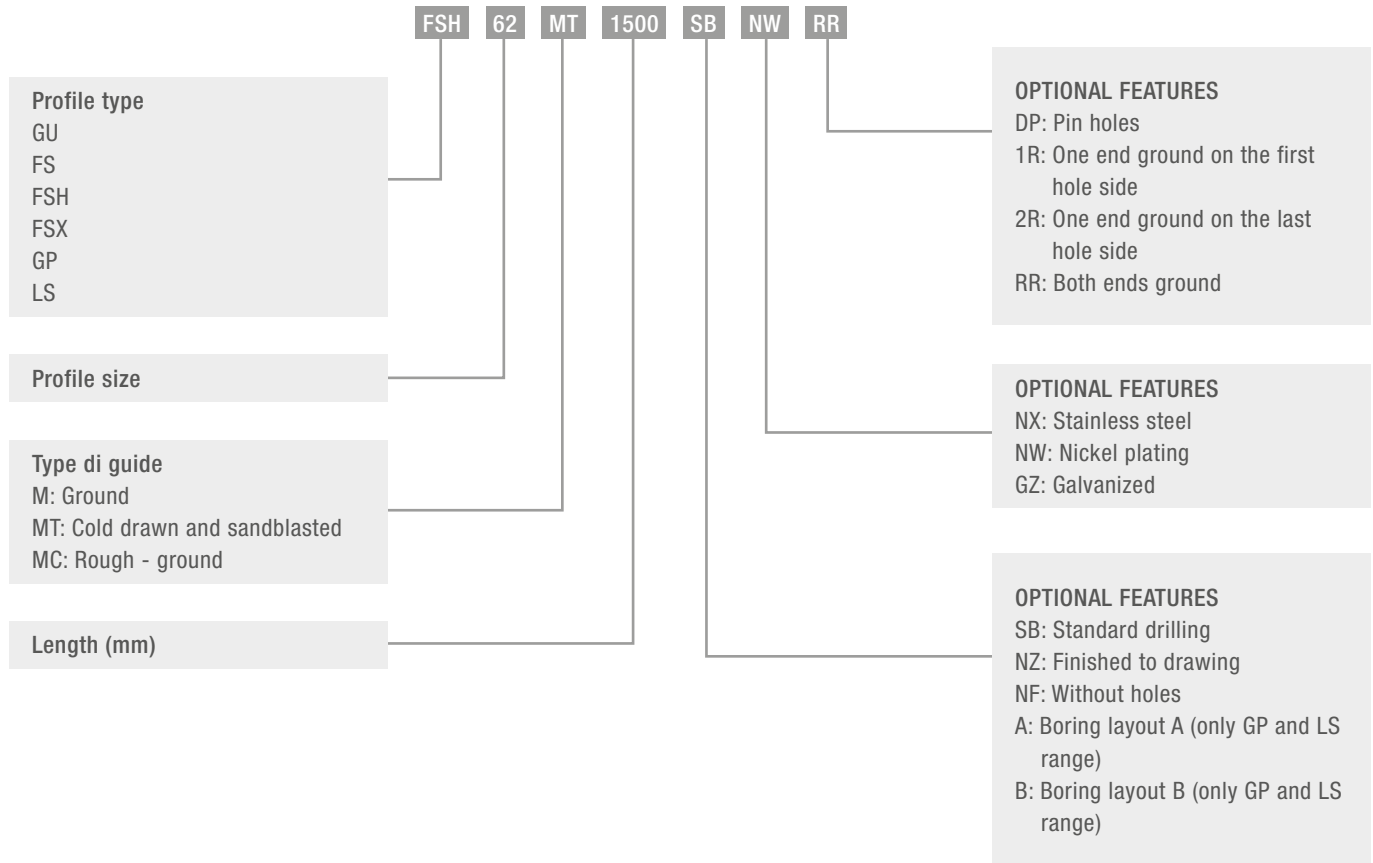 FSH 62 MT 1500 SB NW RR
Profile type
GU
FS
FSH
FSX
GP
LS
Profile size
Type di guide
M: Ground
MT: Cold drawn and sandblasted
MC: Rough - ground
Length (mm)
OPTIONAL FEATURES
DP: Pin holes
1R: One end ground on the first
hole side
2R: One end ground on the last
hole side
RR: Both ends ground
OPTIONAL FEATURES
NX: Stainless steel
NW: Nickel plating
GZ: Galvanized
OPTIONAL FEATURES
SB: Standard drilling
NZ: Finished to drawing
NF: Without holes
A: Boring layout A (only GP and LS
range)
B: Boring layout B (only GP and LS
range)